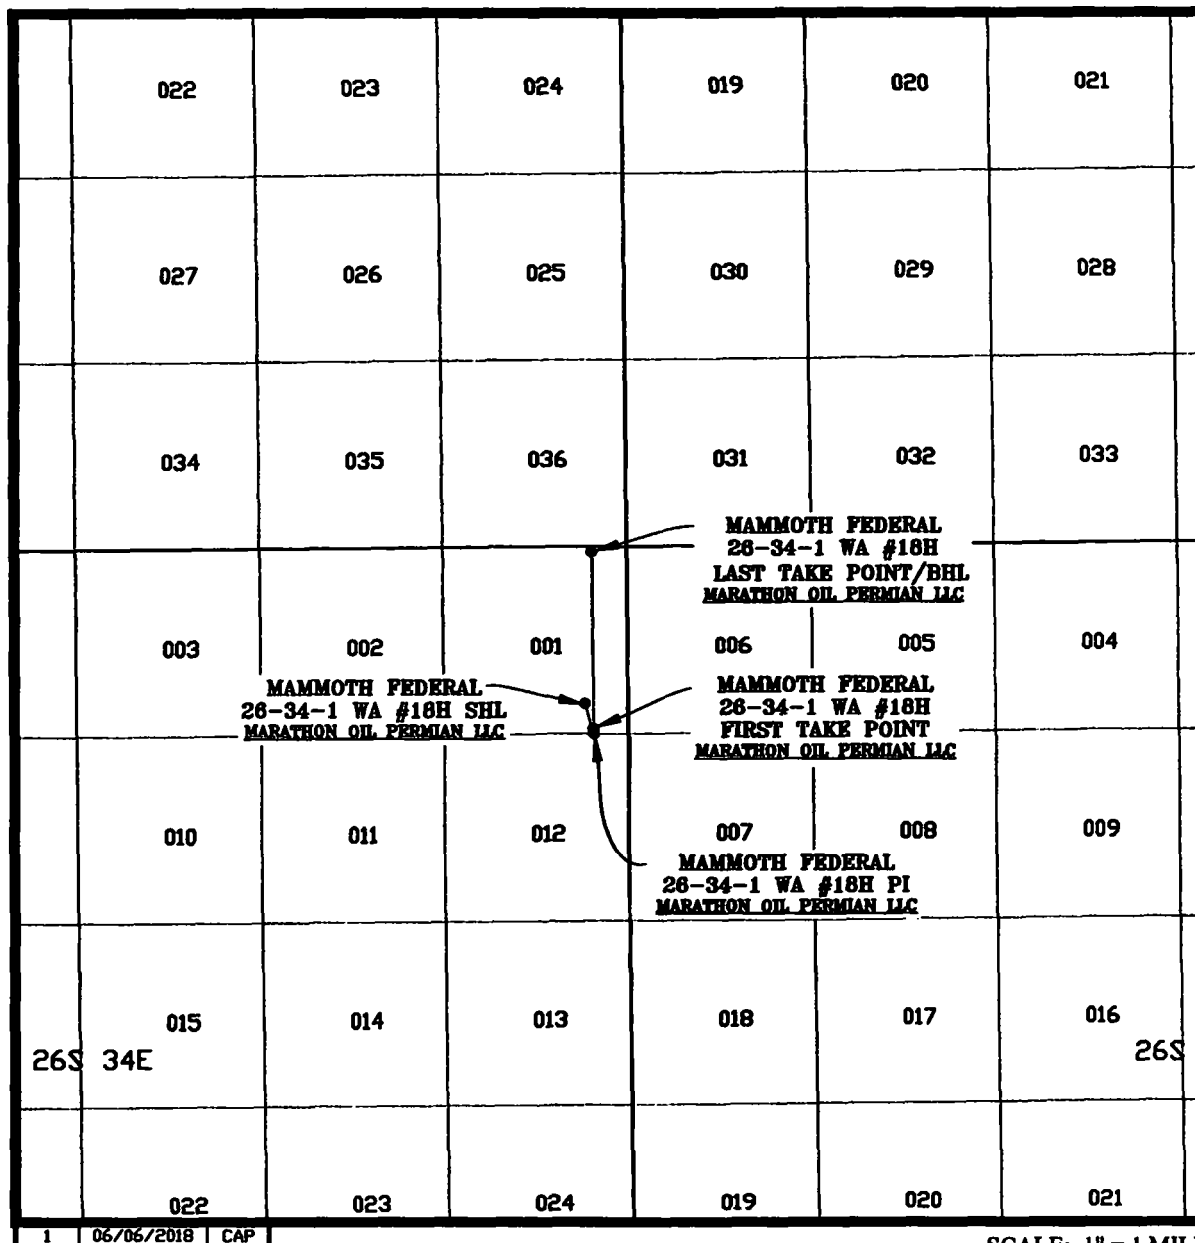 022 023 024 019 020 021
027 026 025 030 029 028
034 035 036 031 032 033
MAMMOTH FEDERAL
26-34-1 WA #18H
LAST TAKE POINT/BHL
MARATHON OIL PERMIAN LLC
003 002 001 006 005 004
MAMMOTH FEDERAL
26-34-1 WA #18H SHL
MARATHON OIL PERMIAN LLC
MAMMOTH FEDERAL
26-34-1 WA #18H
FIRST TAKE POINT
MARATHON OIL PERMIAN LLC
010 011 012 007 008 009
MAMMOTH FEDERAL
26-34-1 WA #18H PI
MARATHON OIL PERMIAN LLC
015 014 013 018 017 016
26S 34E 26S
022 023 024 019 020 021
1 06/06/2018 CAP
SCALE: 1" = 1 MIL